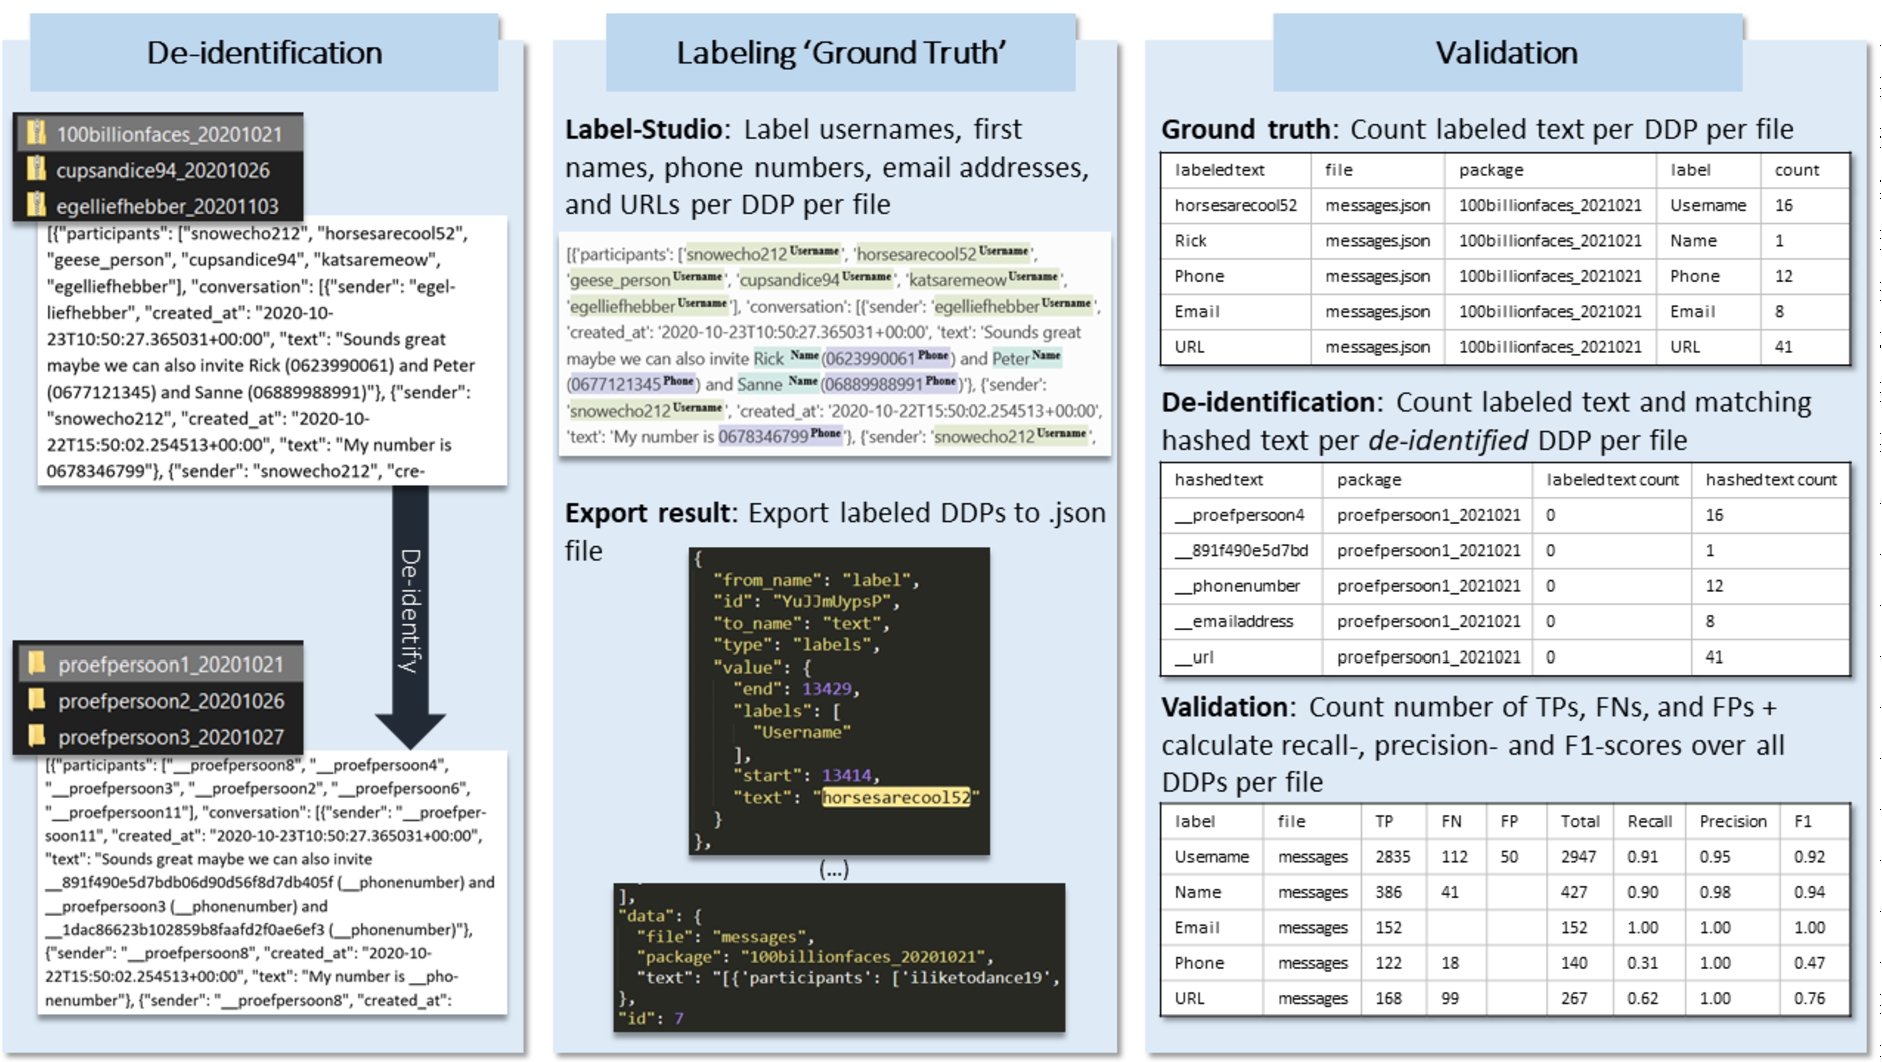 De-identification
100billionfaces_20201021
cupsandice94_20201026
egelliefhebber_20201103
[{"participants": ["snowecho212", "horsesarecool52",
"geese_person", "cupsandice94", "katsaremeow",
"egelliefhebber"], "conversation": [{"sender": "egel-
liefhebber", "created_at": "2020-10-
23T10:50:27.365031+00:00", "text": "Sounds great
maybe we can also invite Rick (0623990061) and Peter
(0677121345) and Sanne (06889988991)"}, {"sender":
"snowecho212", "created_at": "2020-10-
22T15:50:02.254513+00:00", "text": "My number is
0678346799"}, {"sender": "snowecho212", "cre-
De-identify
proefpersoon1_20201021
proefpersoon2_20201026
proefpersoon3_20201027
[{"participants": ["__proefpersoon8", "__proefpersoon4",
"__proefpersoon3", "__proefpersoon2", "__proefpersoon6",
"__proefpersoon11"], "conversation": [{"sender": "__proefper-
soon11", "created_at": "2020-10-23T10:50:27.365031+00:00",
"text": "Sounds great maybe we can also invite
__891f490e5d7bdb06d90d56f8d7db405f (__phonenumber) and
__proefpersoon3 (__phonenumber) and
__1dac86623b102859b8faafd2f0ae6ef3 (__phonenumber)"},
{"sender": "__proefpersoon8", "created_at": "2020-10-
22T15:50:02.254513+00:00", "text": "My number is __pho-
nenumber"}, {"sender": "__proefpersoon8", "created_at":
Labeling ‘Ground Truth’
Label-Studio: Label usernames, first
names, phone numbers, email addresses,
and URLs per DDP per file
[{'participants': ['snowecho212 Username', 'horsesarecool52 Username',
'geese_person Username', 'cupsandice94 Username', 'katsaremeow Username',
'egelliefhebber Username'], 'conversation': [{'sender': 'egelliefhebber Username',
'created_at': '2020-10-23T10:50:27.365031+00:00', 'text': 'Sounds great
maybe we can also invite Rick Name (0623990061 Phone) and Peter Name
(0677121345 Phone) and Sanne Name (06889988991 Phone)'}, {'sender':
'snowecho212 Username', 'created_at': '2020-10-22T15:50:02.254513+00:00',
'text': 'My number is 0678346799 Phone'}, {'sender': 'snowecho212 Username',
Export result: Export labeled DDPs to .json
file
{
"from_name": "label",
"id": "YuJJmUypsP",
"to_name": "text",
"type": "labels",
"value": {
"end": 13429,
"labels": [
"Username"
],
"start": 13414,
"text": "horsesarecool52"
}
},
(...)
],
"data": {
"file": "messages",
"package": "100billionfaces_20201021",
"text": "[{'participants': ['iliketodance19',
},
"id": 7
Validation
Ground truth: Count labeled text per DDP per file
labeled text file package label count
horsesarecool52 messages.json 100billionfaces_2021021 Username 16
Rick messages.json 100billionfaces_2021021 Name 1
Phone messages.json 100billionfaces_2021021 Phone 12
Email messages.json 100billionfaces_2021021 Email 8
URL messages.json 100billionfaces_2021021 URL 41
De-identification: Count labeled text and matching
hashed text per de-identified DDP per file
hashed text package labeled text count hashed text count
__proefpersoon4 proefpersoon1_2021021 0 16
__891f490e5d7bd proefpersoon1_2021021 0 1
__phonenumber proefpersoon1_2021021 0 12
__emailaddress proefpersoon1_2021021 0 8
__url proefpersoon1_2021021 0 41
Validation: Count number of TPs, FNs, and FPs +
calculate recall-, precision- and F1-scores over all
DDPs per file
label file TP FN FP Total Recall Precision F1
Username messages 2835 112 50 2947 0.91 0.95 0.92
Name messages 386 41 427 0.90 0.98 0.94
Email messages 152 152 1.00 1.00 1.00
Phone messages 122 18 140 0.31 1.00 0.47
URL messages 168 99 267 0.62 1.00 0.76